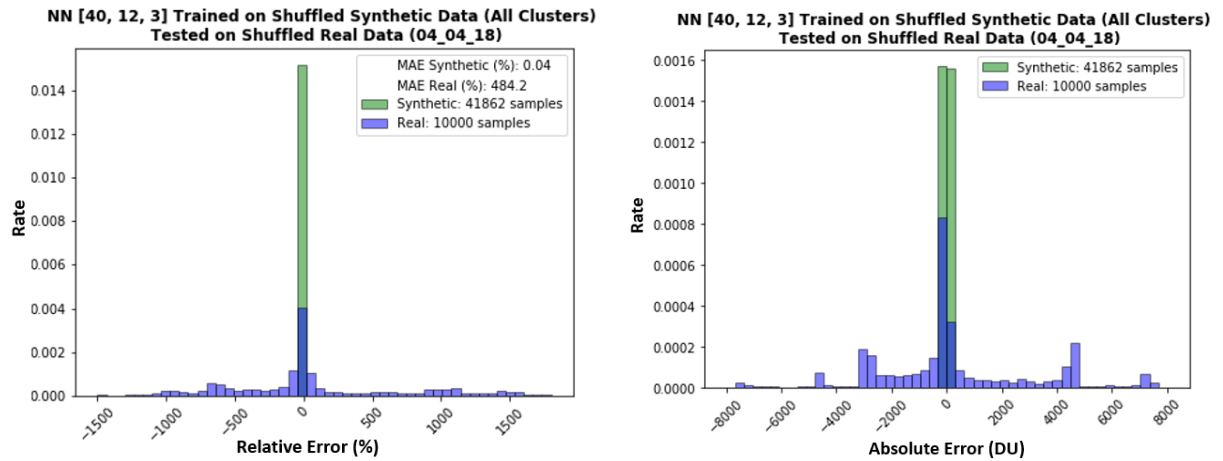 NN [40, 12, 3] Trained on Shuffled Synthetic Data (All Clusters)
Tested on Shuffled Real Data (04_04_18)
MAE Synthetic (%): 0.04
MAE Real (%): 484.2
Synthetic: 41862 samples
Real: 10000 samples
0.014
0.012
0.010
0.008
0.006
0.004
0.002
0.000
Rate
−1500
−1000
−500
0
500
1000
1500
Relative Error (%)
NN [40, 12, 3] Trained on Shuffled Synthetic Data (All Clusters)
Tested on Shuffled Real Data (04_04_18)
Synthetic: 41862 samples
Real: 10000 samples
0.0016
0.0014
0.0012
0.0010
0.0008
0.0006
0.0004
0.0002
0.0000
Rate
−8000
−6000
−4000
−2000
0
2000
4000
6000
8000
Absolute Error (DU)